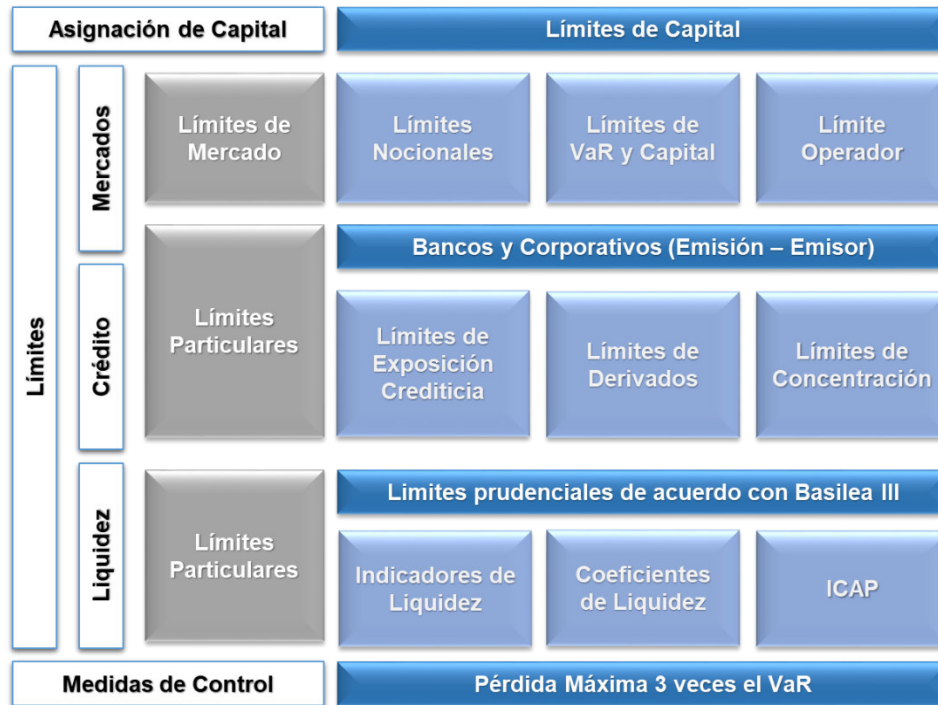 Asignación de Capital
Límites de Capital
Límites
Mercados
Límites de
Mercado
Límites
Nocionales
Límites de
VaR y Capital
Límite
Operador
Crédito
Límites
Particulares
Bancos y Corporativos (Emisión – Emisor)
Límites de
Exposición
Crediticia
Límites de
Derivados
Límites de
Concentración
Liquidez
Límites
Particulares
Limites prudenciales de acuerdo con Basilea III
Indicadores de
Liquidez
Coeficientes
de Liquidez
ICAP
Medidas de Control
Pérdida Máxima 3 veces el VaR